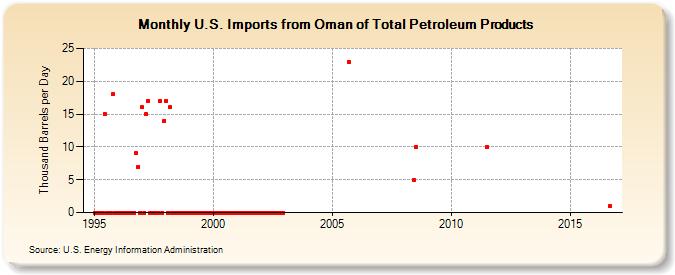 Monthly U.S. Imports from Oman of Total Petroleum Products
Thousand Barrels per Day
25
20
15
10
5
0
1995 2000 2005 2010 2015
Source: U.S. Energy Information Administration